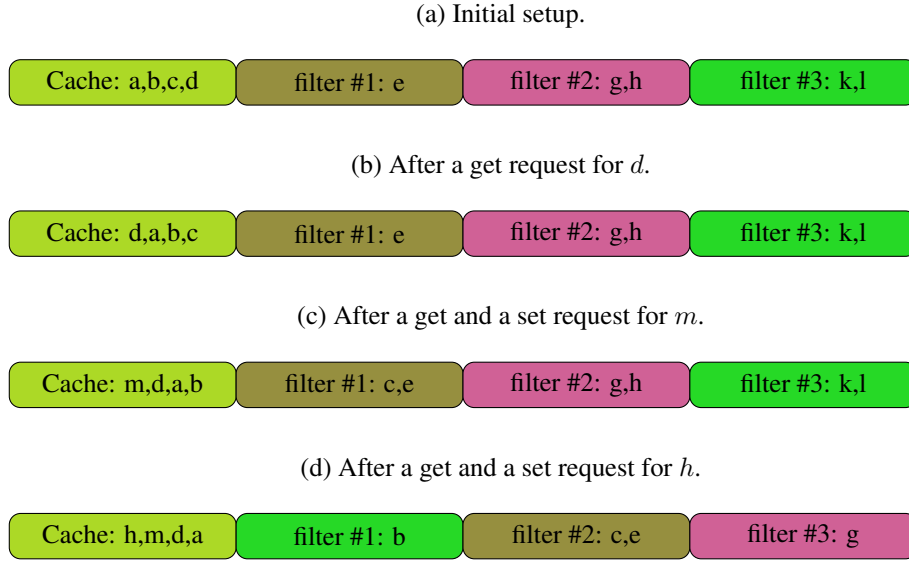 (a) Initial setup.
Cache: a,b,c,d filter #1: e filter #2: g,h filter #3: k,l
(b) After a get request for d.
Cache: d,a,b,c filter #1: e filter #2: g,h filter #3: k,l
(c) After a get and a set request for m.
Cache: m,d,a,b filter #1: c,e filter #2: g,h filter #3: k,l
(d) After a get and a set request for h.
Cache: h,m,d,a filter #1: b filter #2: c,e filter #3: g